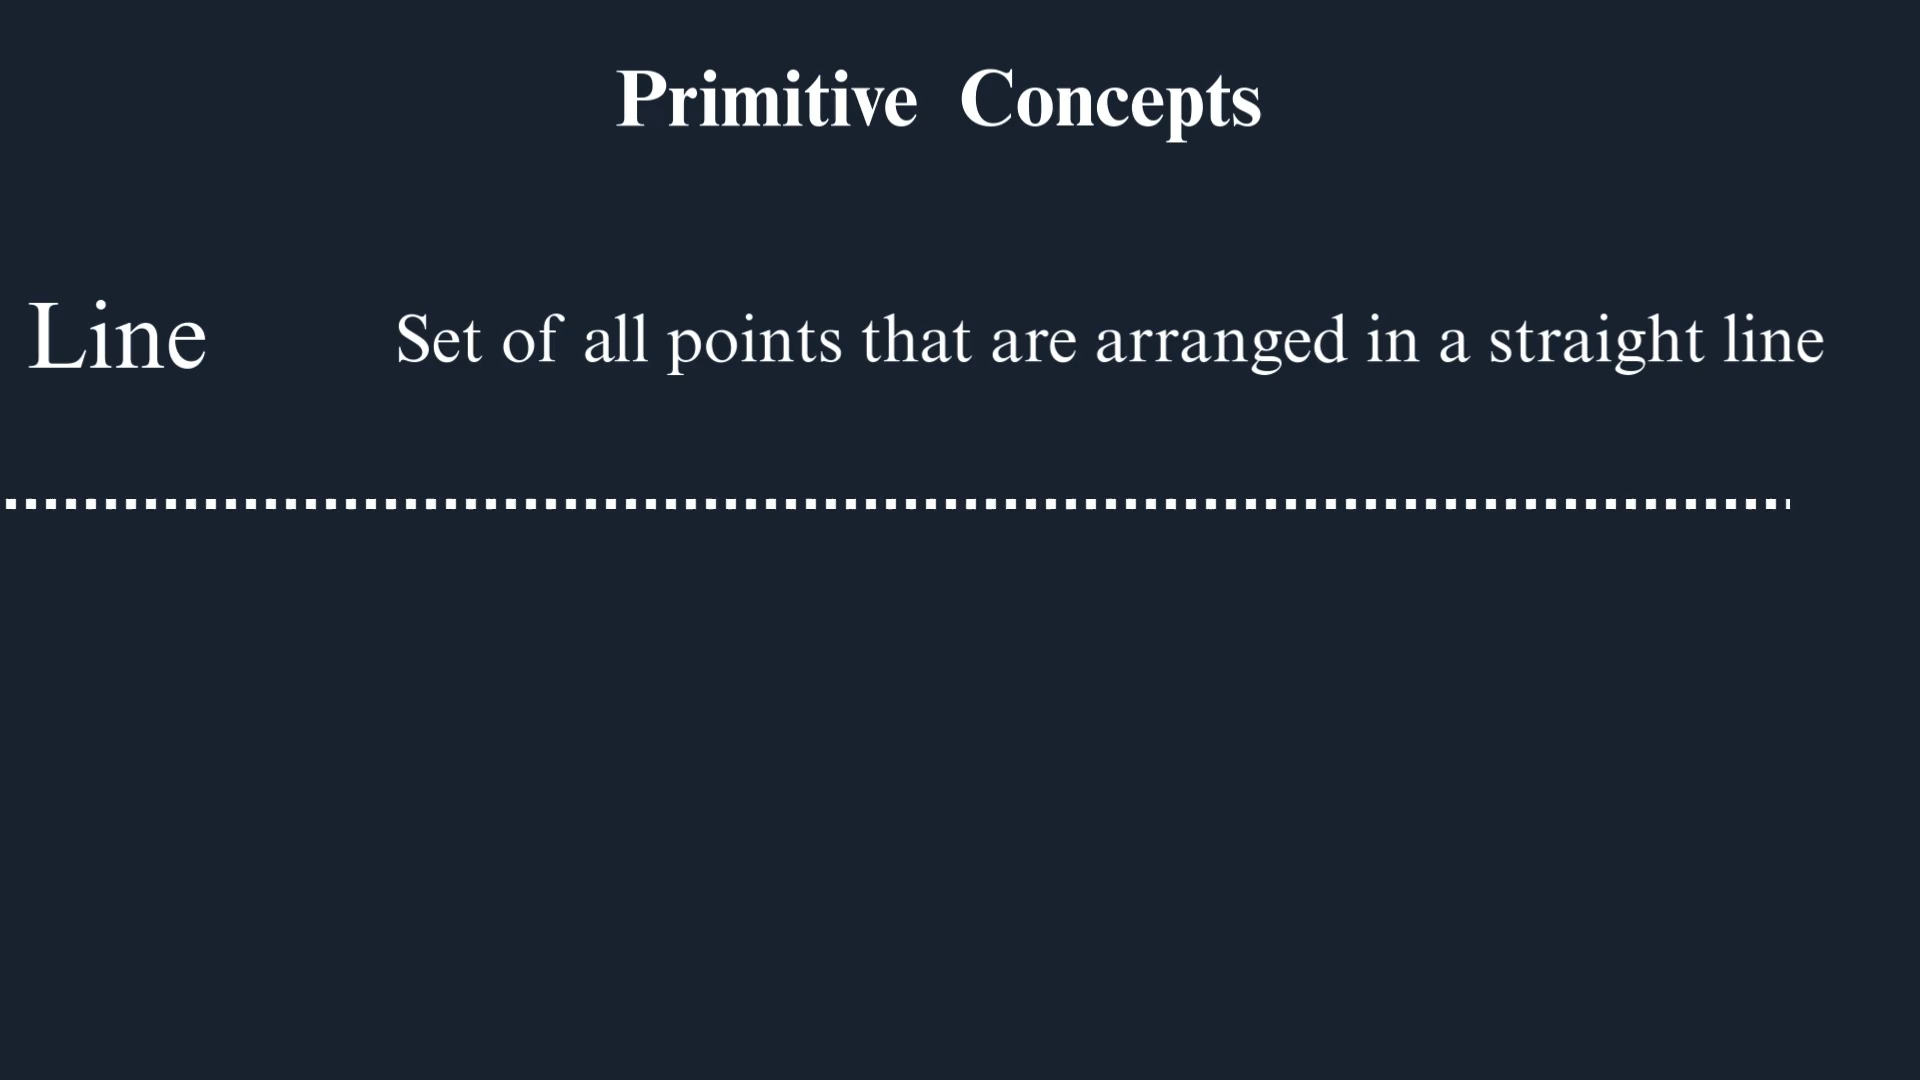 Primitive Concepts
Line Set of all points that are arranged in a straight line